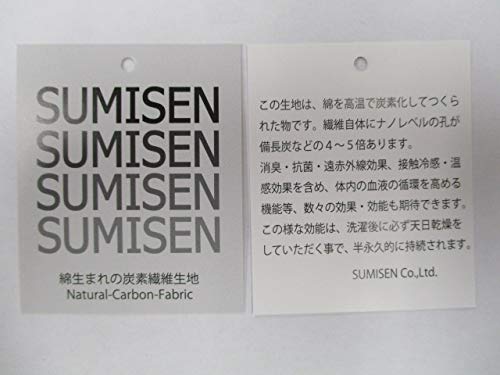 SUMISEN
SUMISEN
SUMISEN
SUMISEN
綿生まれの炭素繊維生地
Natural-Carbon-Fabric
この生地は、綿を高温で炭素化してつくら
れた物です。繊維自体にナノレベルの孔が
備長炭などの４～５倍あります。
消臭・抗菌・遠赤外線効果、接触冷感・温
感効果を含め、体内の血液の循環を高める
機能等、数々の効果・効能も期待できます。
この様な効能は、洗濯後に必ず天日乾燥を
していただく事で、半永久的に持続されます。
SUMISEN Co.,Ltd.